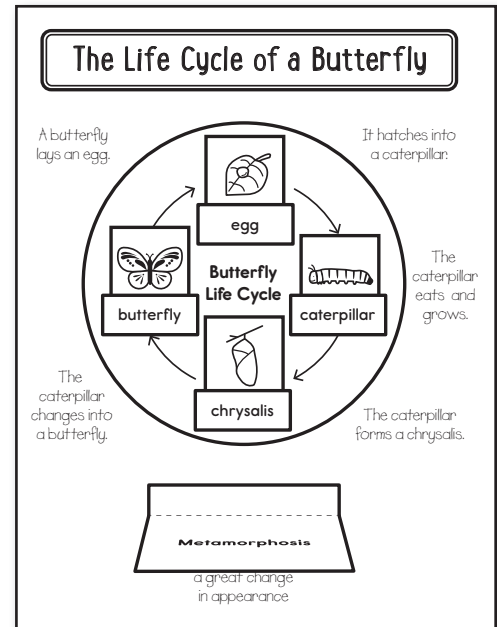 The Life Cycle of a Butterfly
A butterfly
lays an egg.
It hatches into
a caterpillar.
egg
Butterfly
Life Cycle
The
caterpillar
eats and
grows.
butterfly
caterpillar
chrysalis
The
caterpillar
changes into
a butterfly.
The caterpillar
forms a chrysalis.
Metamorphosis
a great change
in appearance